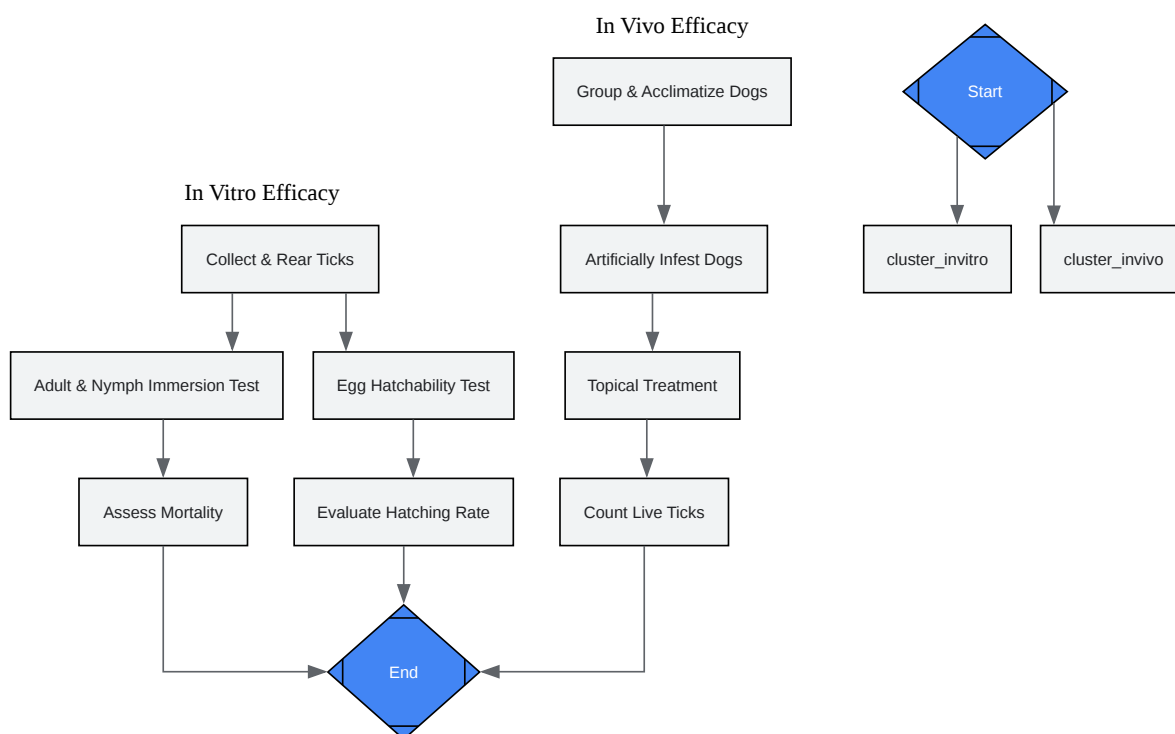 In Vivo Efficacy
Group & Acclimatize Dogs
Start
In Vitro Efficacy
Collect & Rear Ticks
Artificially Infest Dogs
cluster_invitro
cluster_invivo
Adult & Nymph Immersion Test
Egg Hatchability Test
Topical Treatment
Assess Mortality
Evaluate Hatching Rate
Count Live Ticks
End